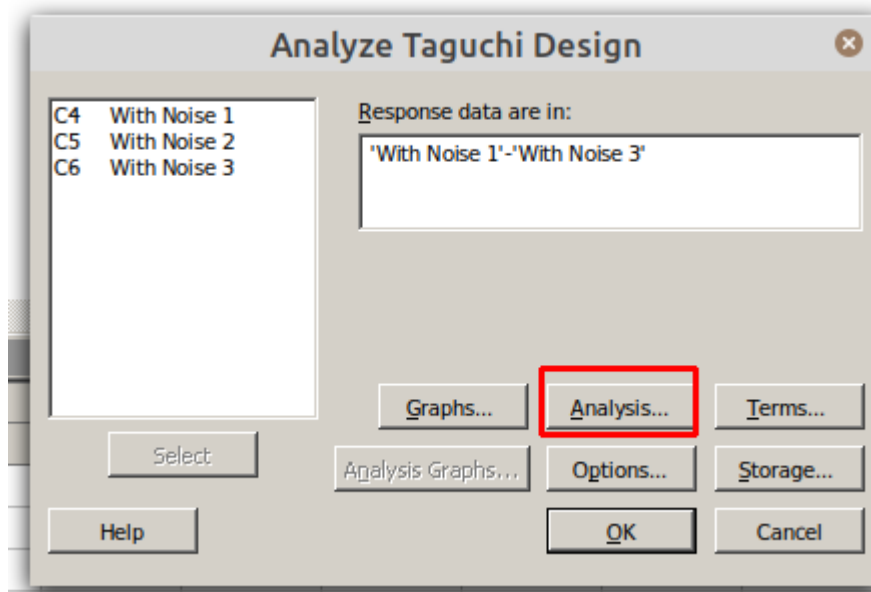 Analyze Taguchi Design
C4 With Noise 1
C5 With Noise 2
C6 With Noise 3
Response data are in:
'With Noise 1'-'With Noise 3'
Graphs...
Analysis...
Terms...
Select
Analysis Graphs...
Options...
Storage...
Help
OK
Cancel